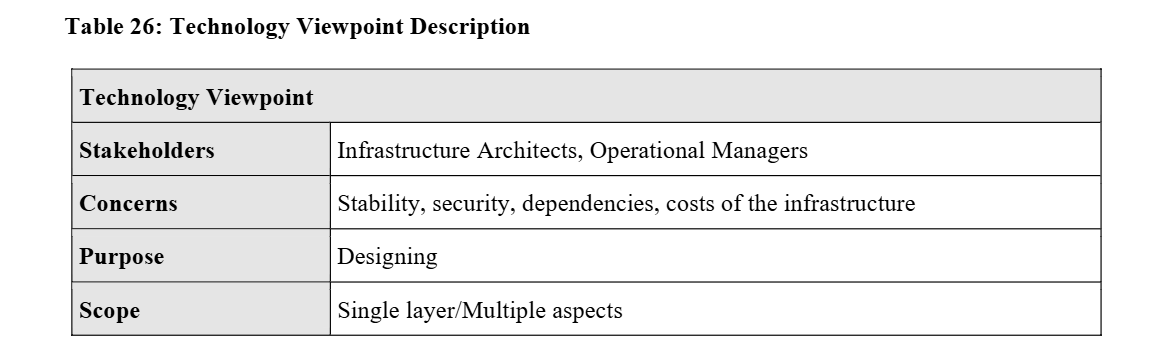 Table 26: Technology Viewpoint Description
Technology Viewpoint
Stakeholders Infrastructure Architects, Operational Managers
Concerns Stability, security, dependencies, costs of the infrastructure
Purpose Designing
Scope Single layer/Multiple aspects